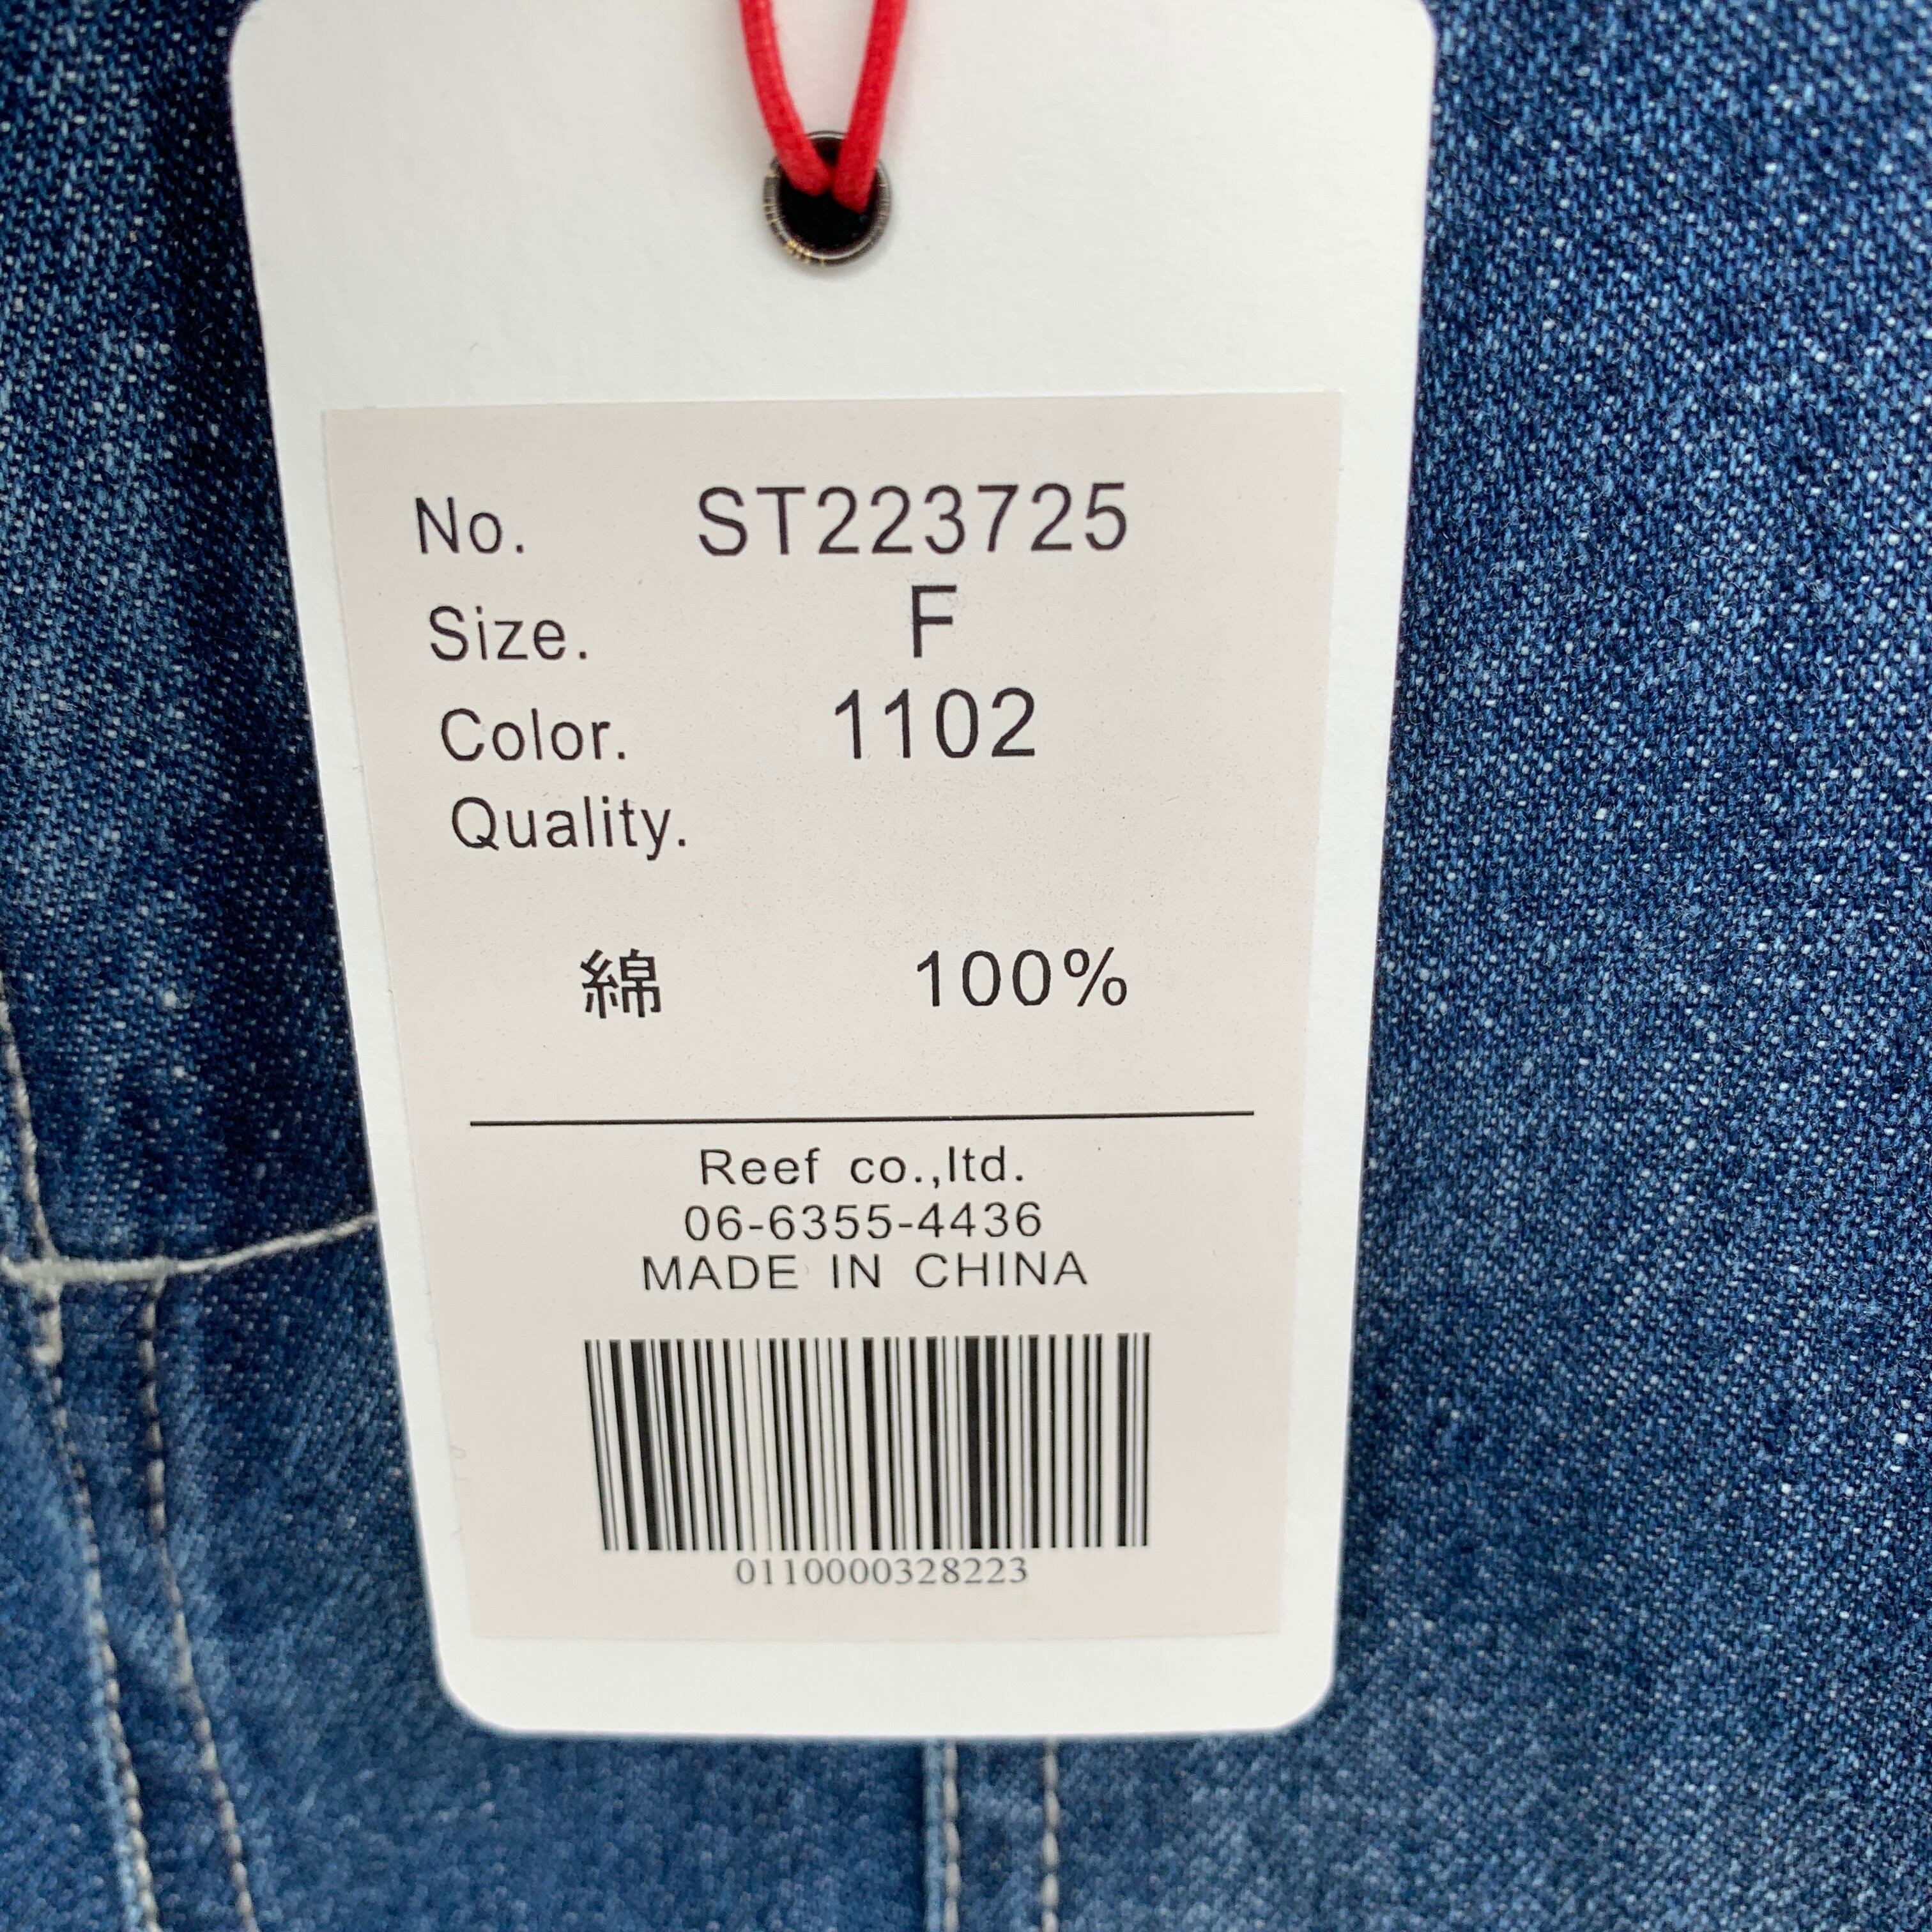 No. ST223725
Size. F
Color. 1102
Quality.
綿 100%
Reef co.,ltd.
06-6355-4436
MADE IN CHINA
0110000328223